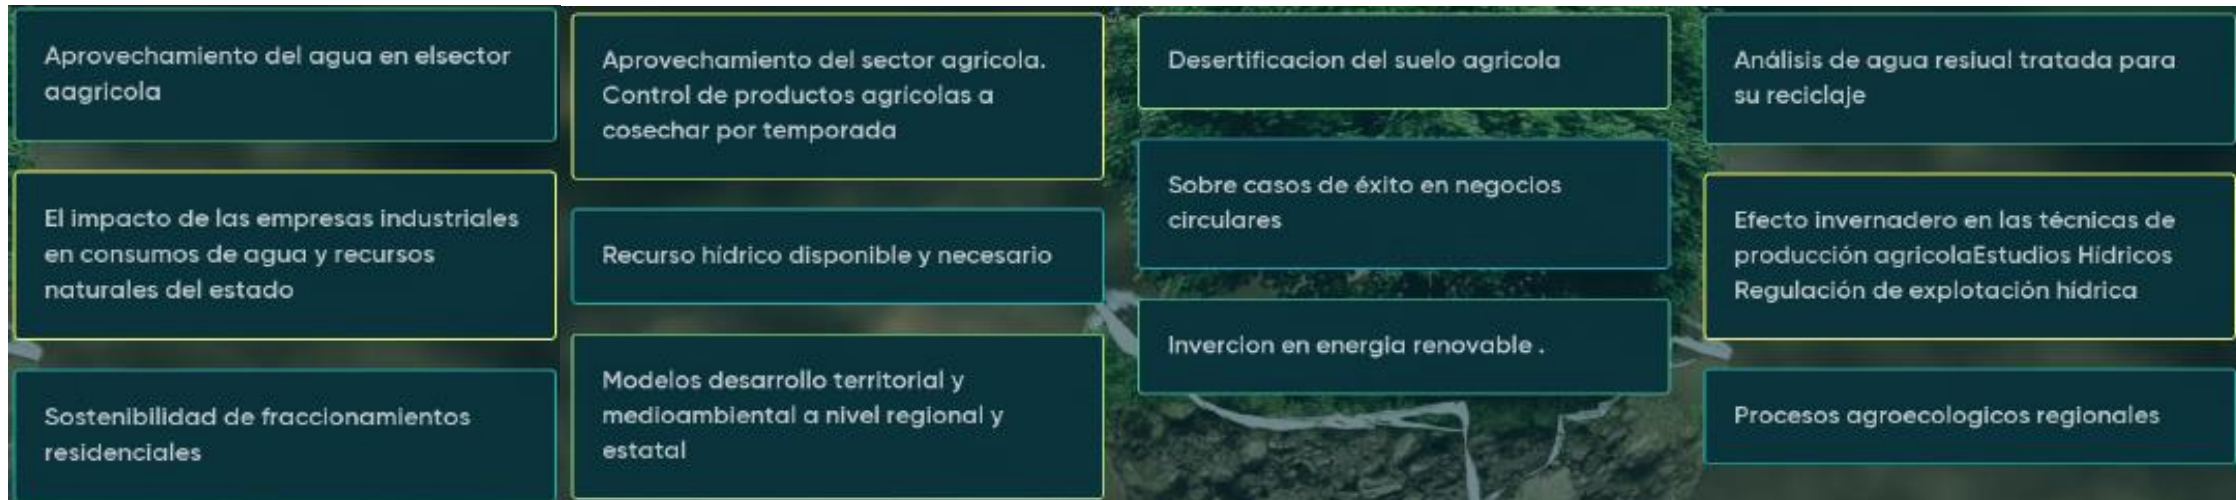 Aprovechamiento del agua en elsector
aagricola
El impacto de las empresas industriales
en consumos de agua y recursos
naturales del estado
Sostenibilidad de fraccionamientos
residenciales
Aprovechamiento del sector agricola.
Control de productos agrícolas a
cosechar por temporada
Recurso hídrico disponible y necesario
Modelos desarrollo territorial y
medioambiental a nivel regional y
estatal
Desertificacion del suelo agricola
Sobre casos de éxito en negocios
circulares
Invercion en energia renovable .
Análisis de agua resiual tratada para
su reciclaje
Efecto invernadero en las técnicas de
producción agricolaEstudios Hídricos
Regulación de explotación hídrica
Procesos agroecologicos regionales